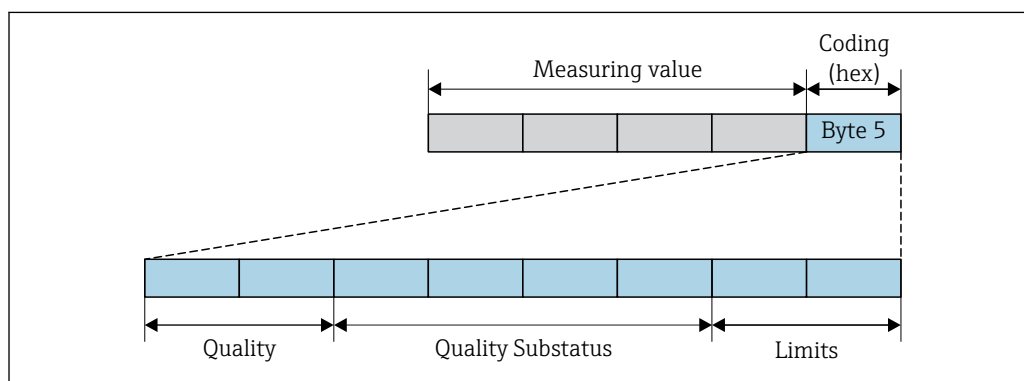 Coding
Measuring value (hex)
Byte 5
Quality Quality Substatus Limits